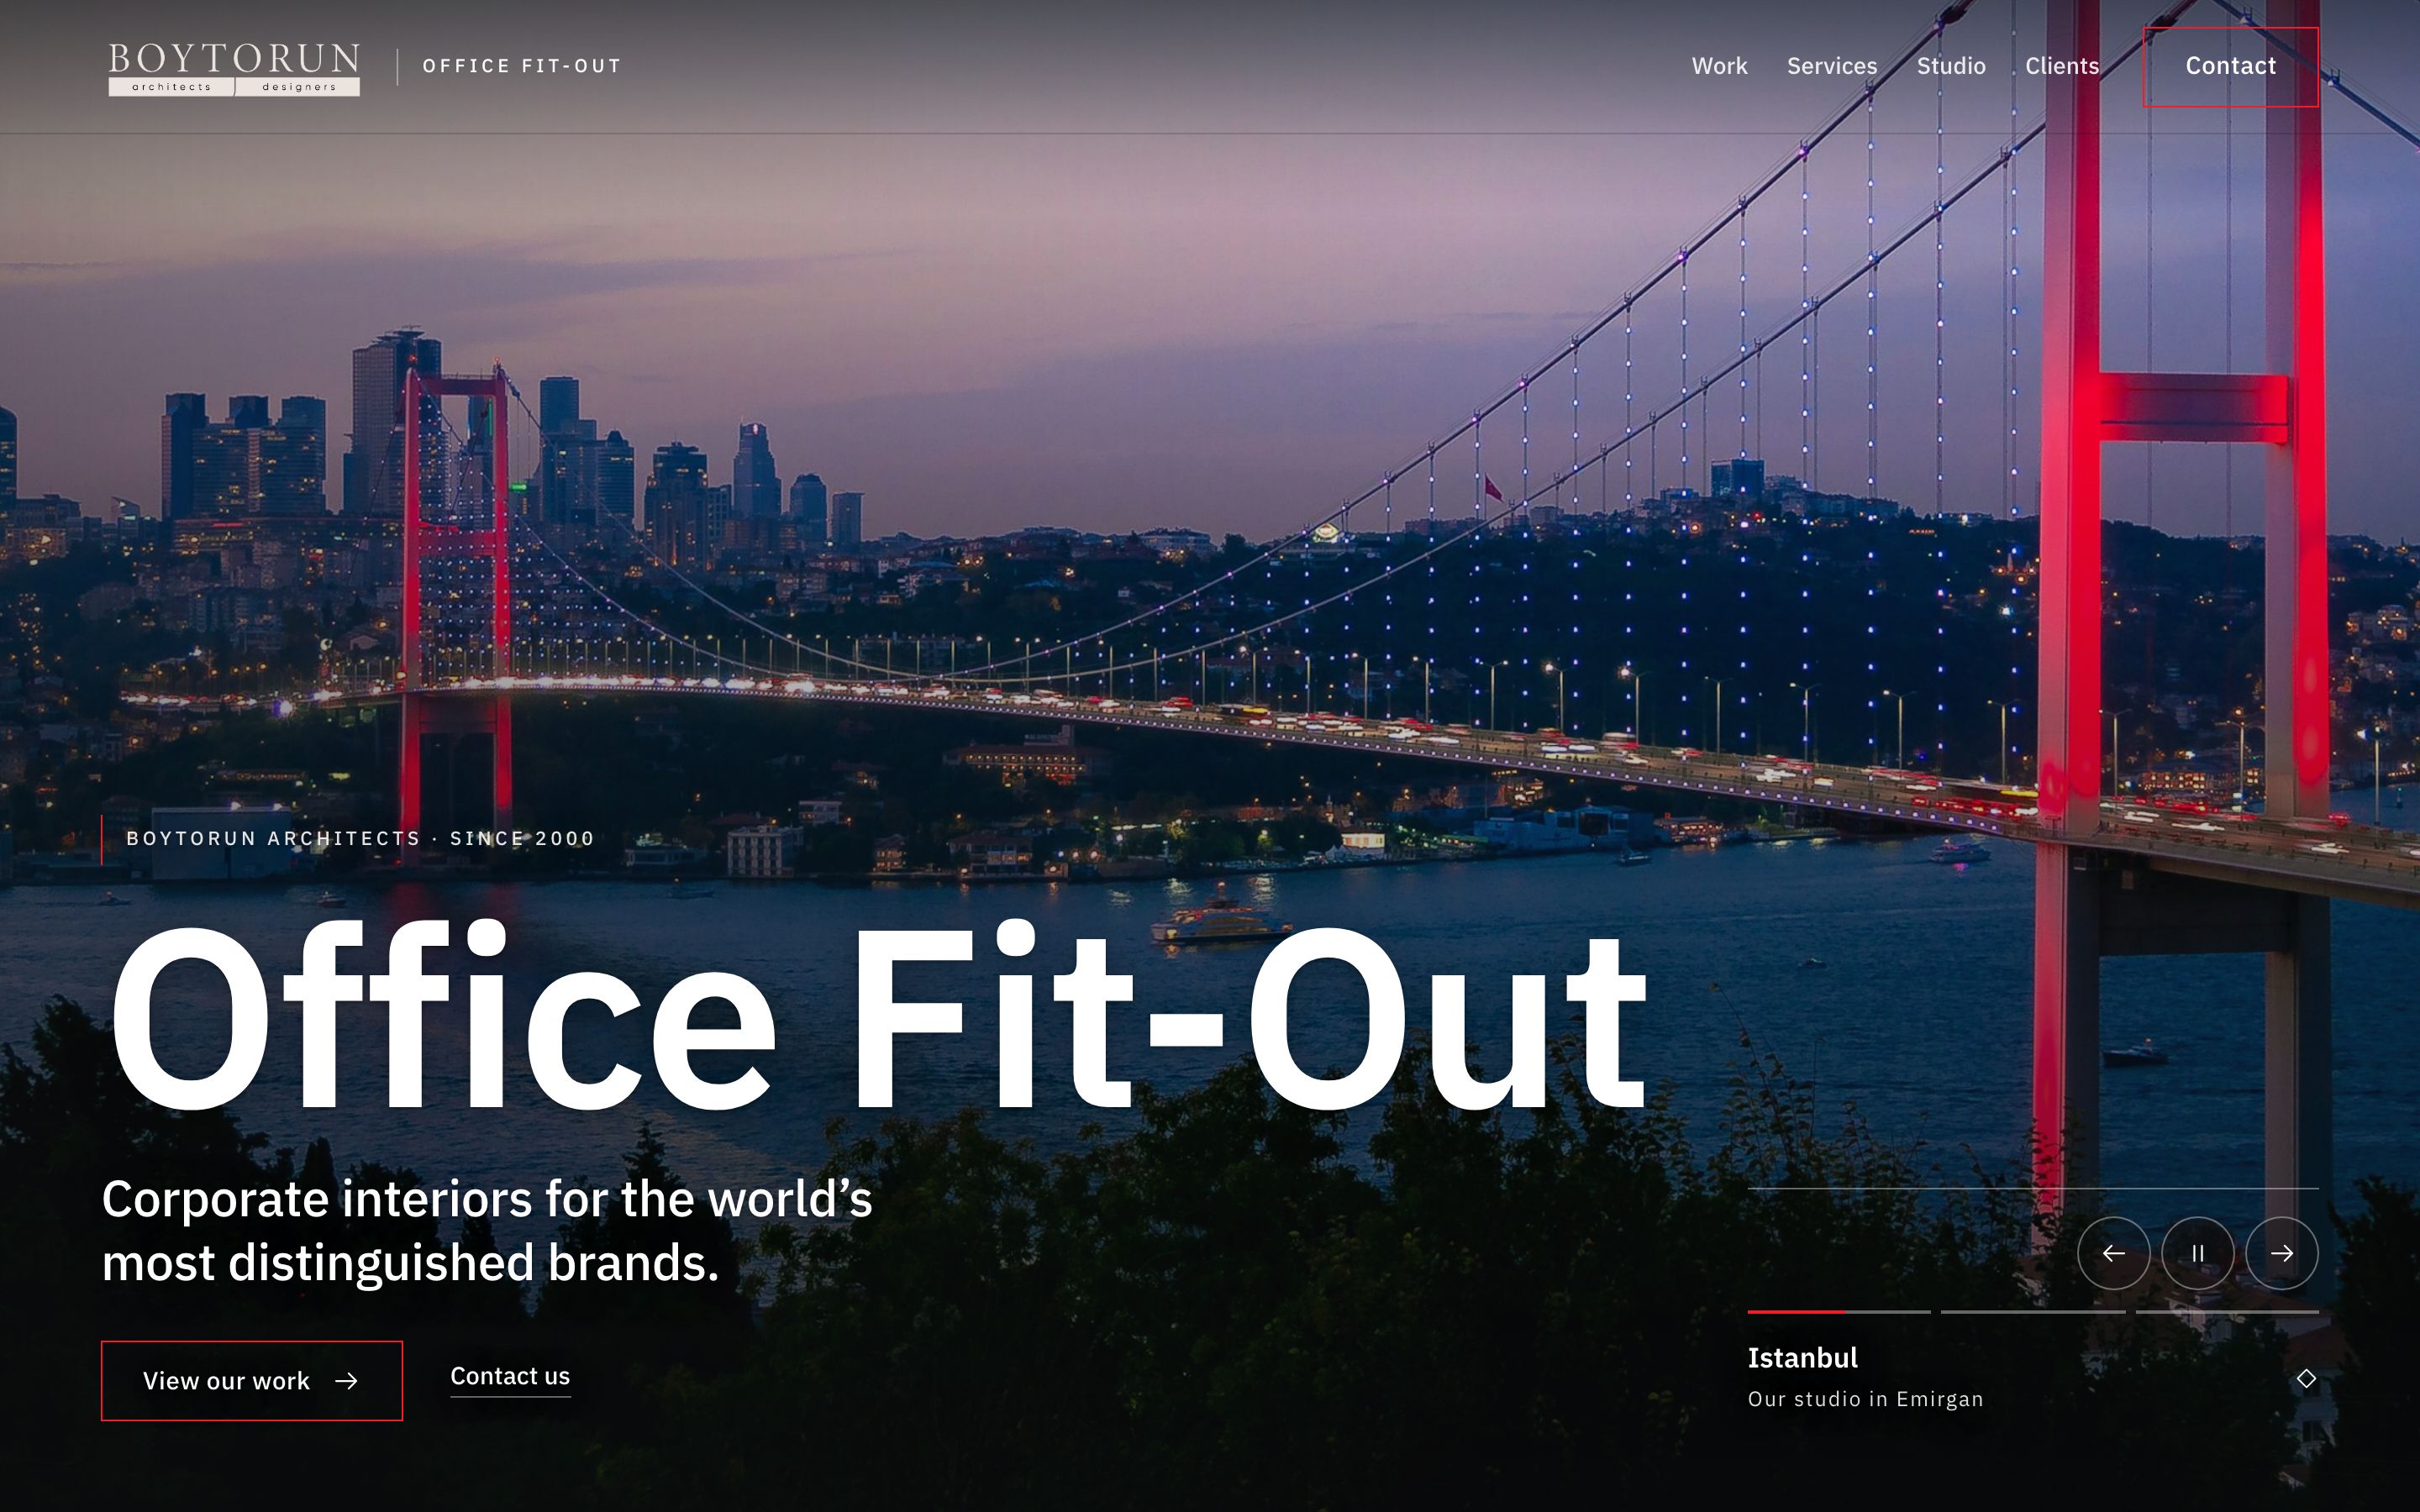 BOYTORUN
architects designers
OFFICE FIT-OUT
Work Services Studio Clients Contact
BOYTORUN ARCHITECTS · SINCE 2000
Office Fit-Out
Corporate interiors for the world’s
most distinguished brands.
View our work →
Contact us
Istanbul
Our studio in Emirgan